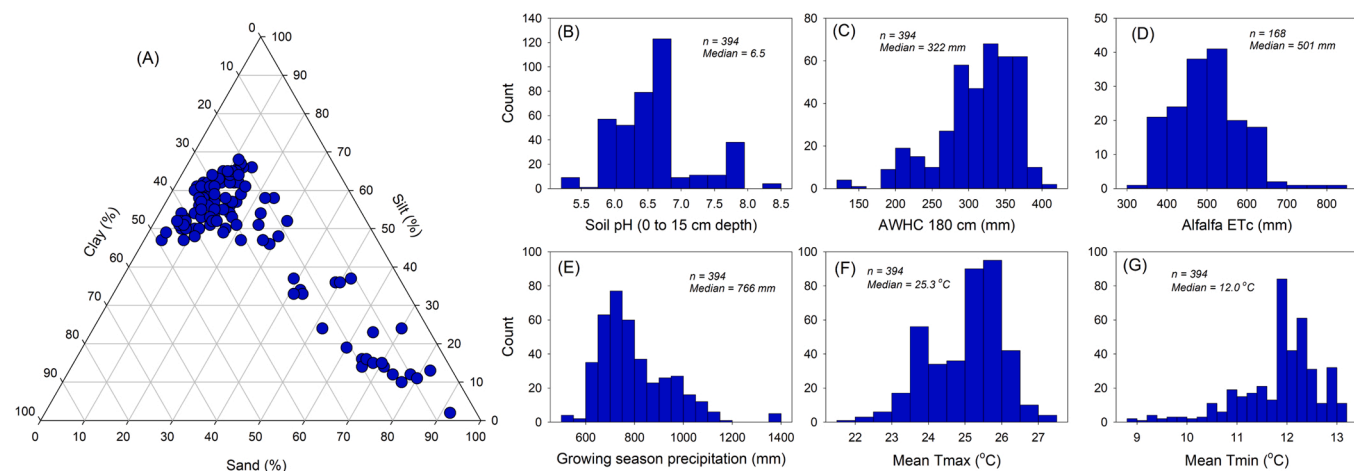 (A)
0
10
20
30
40
50
60
70
80
90
100
Clay (%)
100
90
80
70
60
50
40
30
20
10
0
Silt (%)
0
10
20
30
40
50
60
70
80
90
100
Sand (%)
(B)
n = 394
Median = 6.5
140
120
100
80
60
40
20
0
Count
5.5 6.0 6.5 7.0 7.5 8.0 8.5
Soil pH (0 to 15 cm depth)
(C)
n = 394
Median = 322 mm
80
60
40
20
0
150 200 250 300 350 400
AWHC 180 cm (mm)
(D)
n = 168
Median = 501 mm
50
40
30
20
10
0
300 400 500 600 700 800
Alfalfa ETc (mm)
(E)
n = 394
Median = 766 mm
100
80
60
40
20
0
Count
600 800 1000 1200 1400
Growing season precipitation (mm)
(F)
n = 394
Median = 25.3 °C
100
80
60
40
20
0
22 23 24 25 26 27
Mean Tmax (°C)
(G)
n = 394
Median = 12.0 °C
100
80
60
40
20
0
9 10 11 12 13
Mean Tmin (°C)